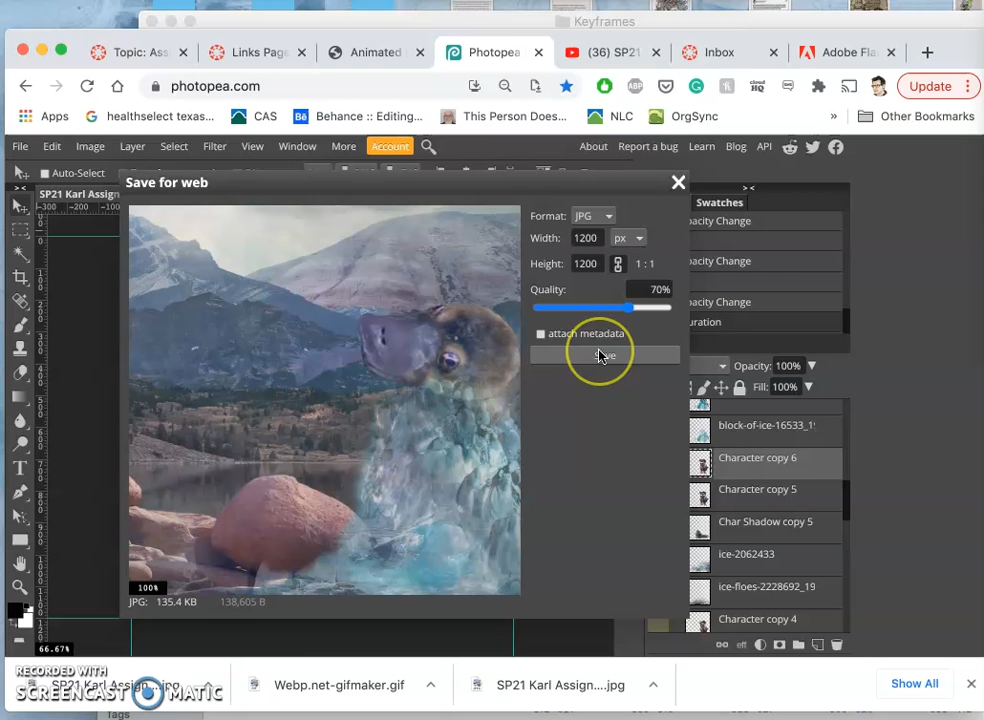 Keyframes
Topic: Ass
Links Page
Animated
Photopea
(36) SP21
Inbox
Adobe Fla
photopea.com
Update
Apps
healthselect texas...
CAS
Behance :: Editing...
This Person Does...
NLC
OrgSync
»
Other Bookmarks
File Edit Image Layer Select Filter View Window More Account
About Report a bug Learn Blog API
Auto-Select
SP21 Karl Assign
Save for web
Swatches
Format: JPG
Width: 1200 px
Height: 1200 1 : 1
Quality: 70%
attach metadata
pacity Change
pacity Change
pacity Change
uration
Opacity: 100%
Fill: 100%
block-of-ice-16533_1
Character copy 6
Character copy 5
Char Shadow copy 5
ice-2062433
ice-floes-2228692_19
Character copy 4
100%
JPG: 135.4 KB 138,605 B
66.67%
RECORDED WITH
SCREENCAST MATIC
SP21 Karl Assign....jpg
Webp.net-gifmaker.gif
SP21 Karl Assign....jpg
Show All
Tags